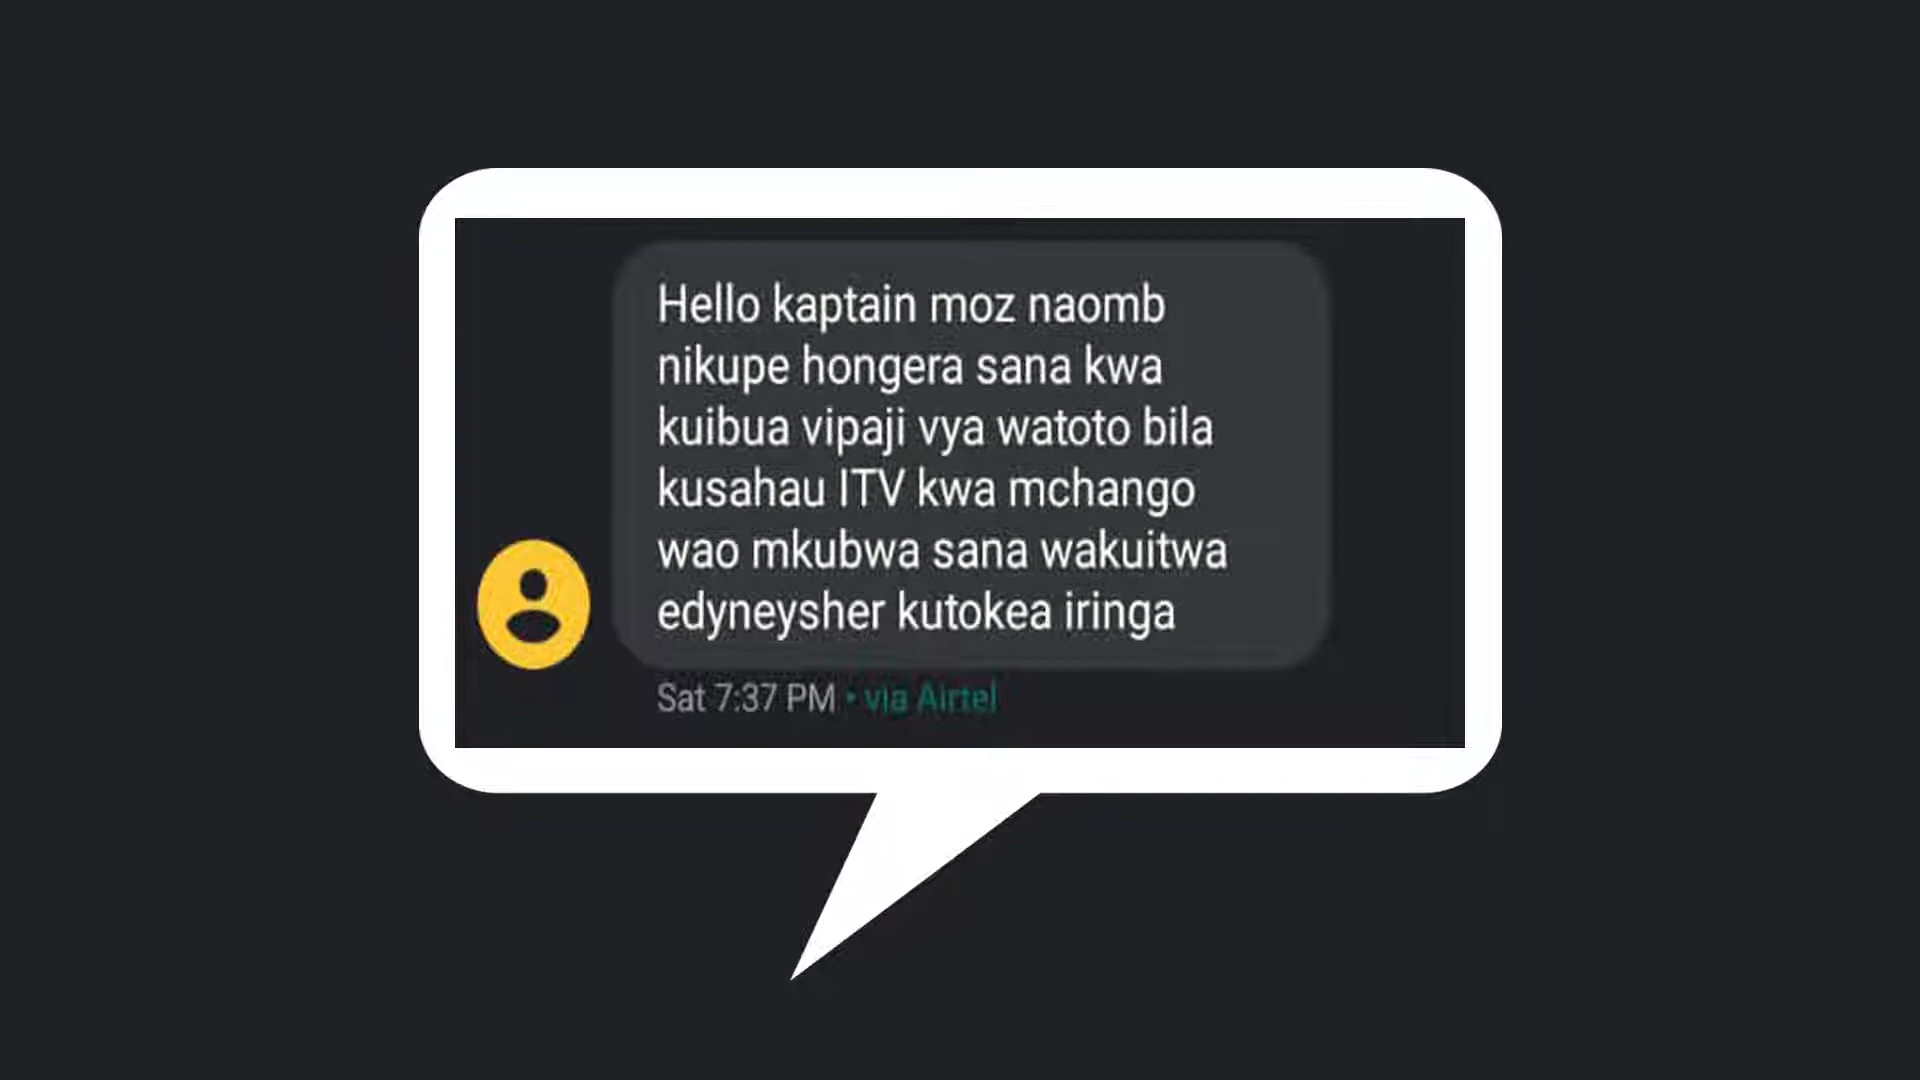 Hello kaptain moz naomb
nikupe hongera sana kwa
kuibua vipaji vya watoto bila
kusahau ITV kwa mchango
wao mkubwa sana wakuitwa
edyneysher kutokea iringa
Sat 7:37 PM • via Airtel